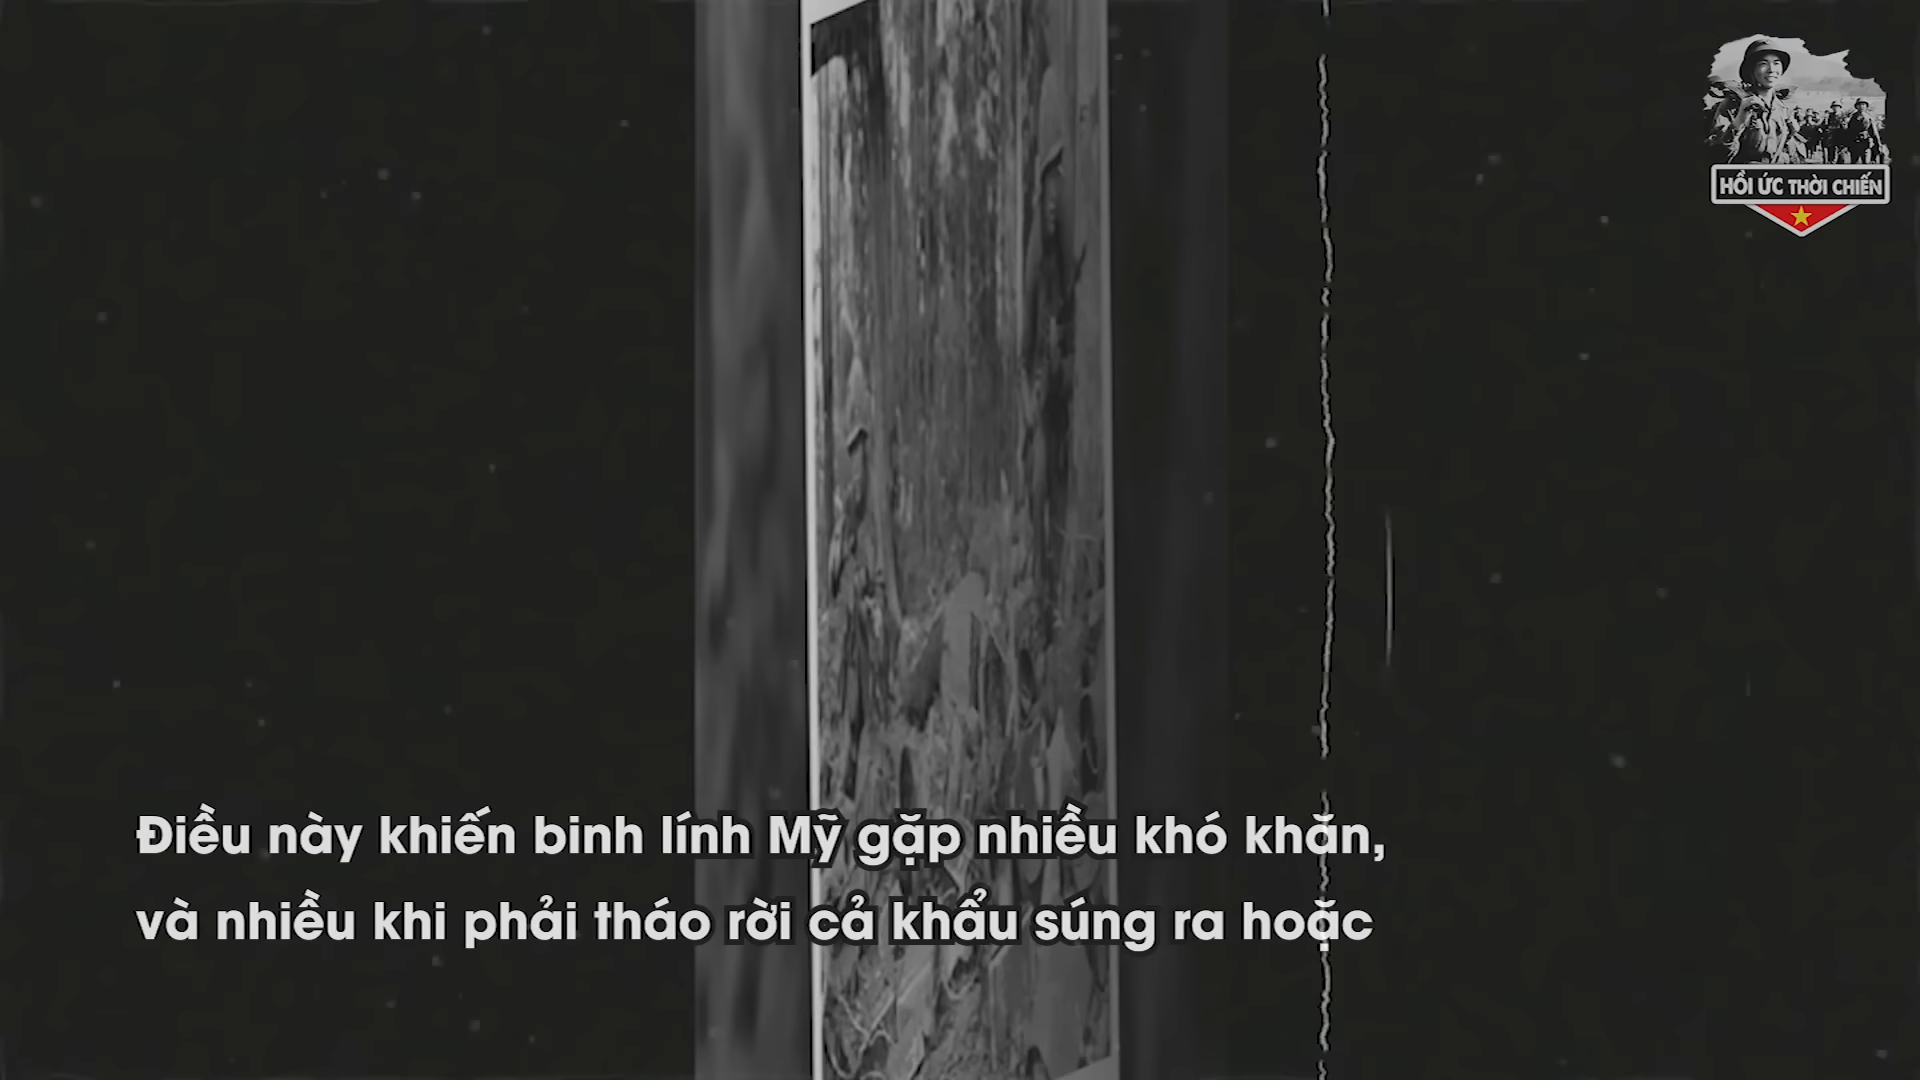 HỒI ỨC THỜI CHIẾN
Điều này khiến binh lính Mỹ gặp nhiều khó khăn,
và nhiều khi phải tháo rời cả khẩu súng ra hoặc